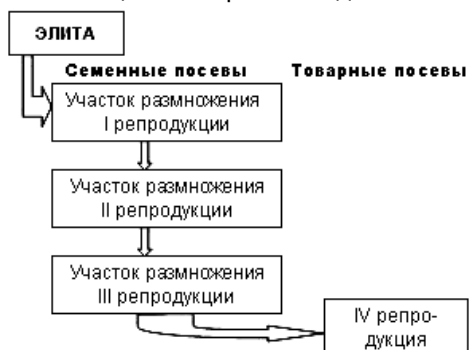 ЭЛИТА
Семенные посевы Товарные посевы
Участок размножения
I репродукции
Участок размножения
II репродукции
Участок размножения
III репродукции
IV репро-
дукция